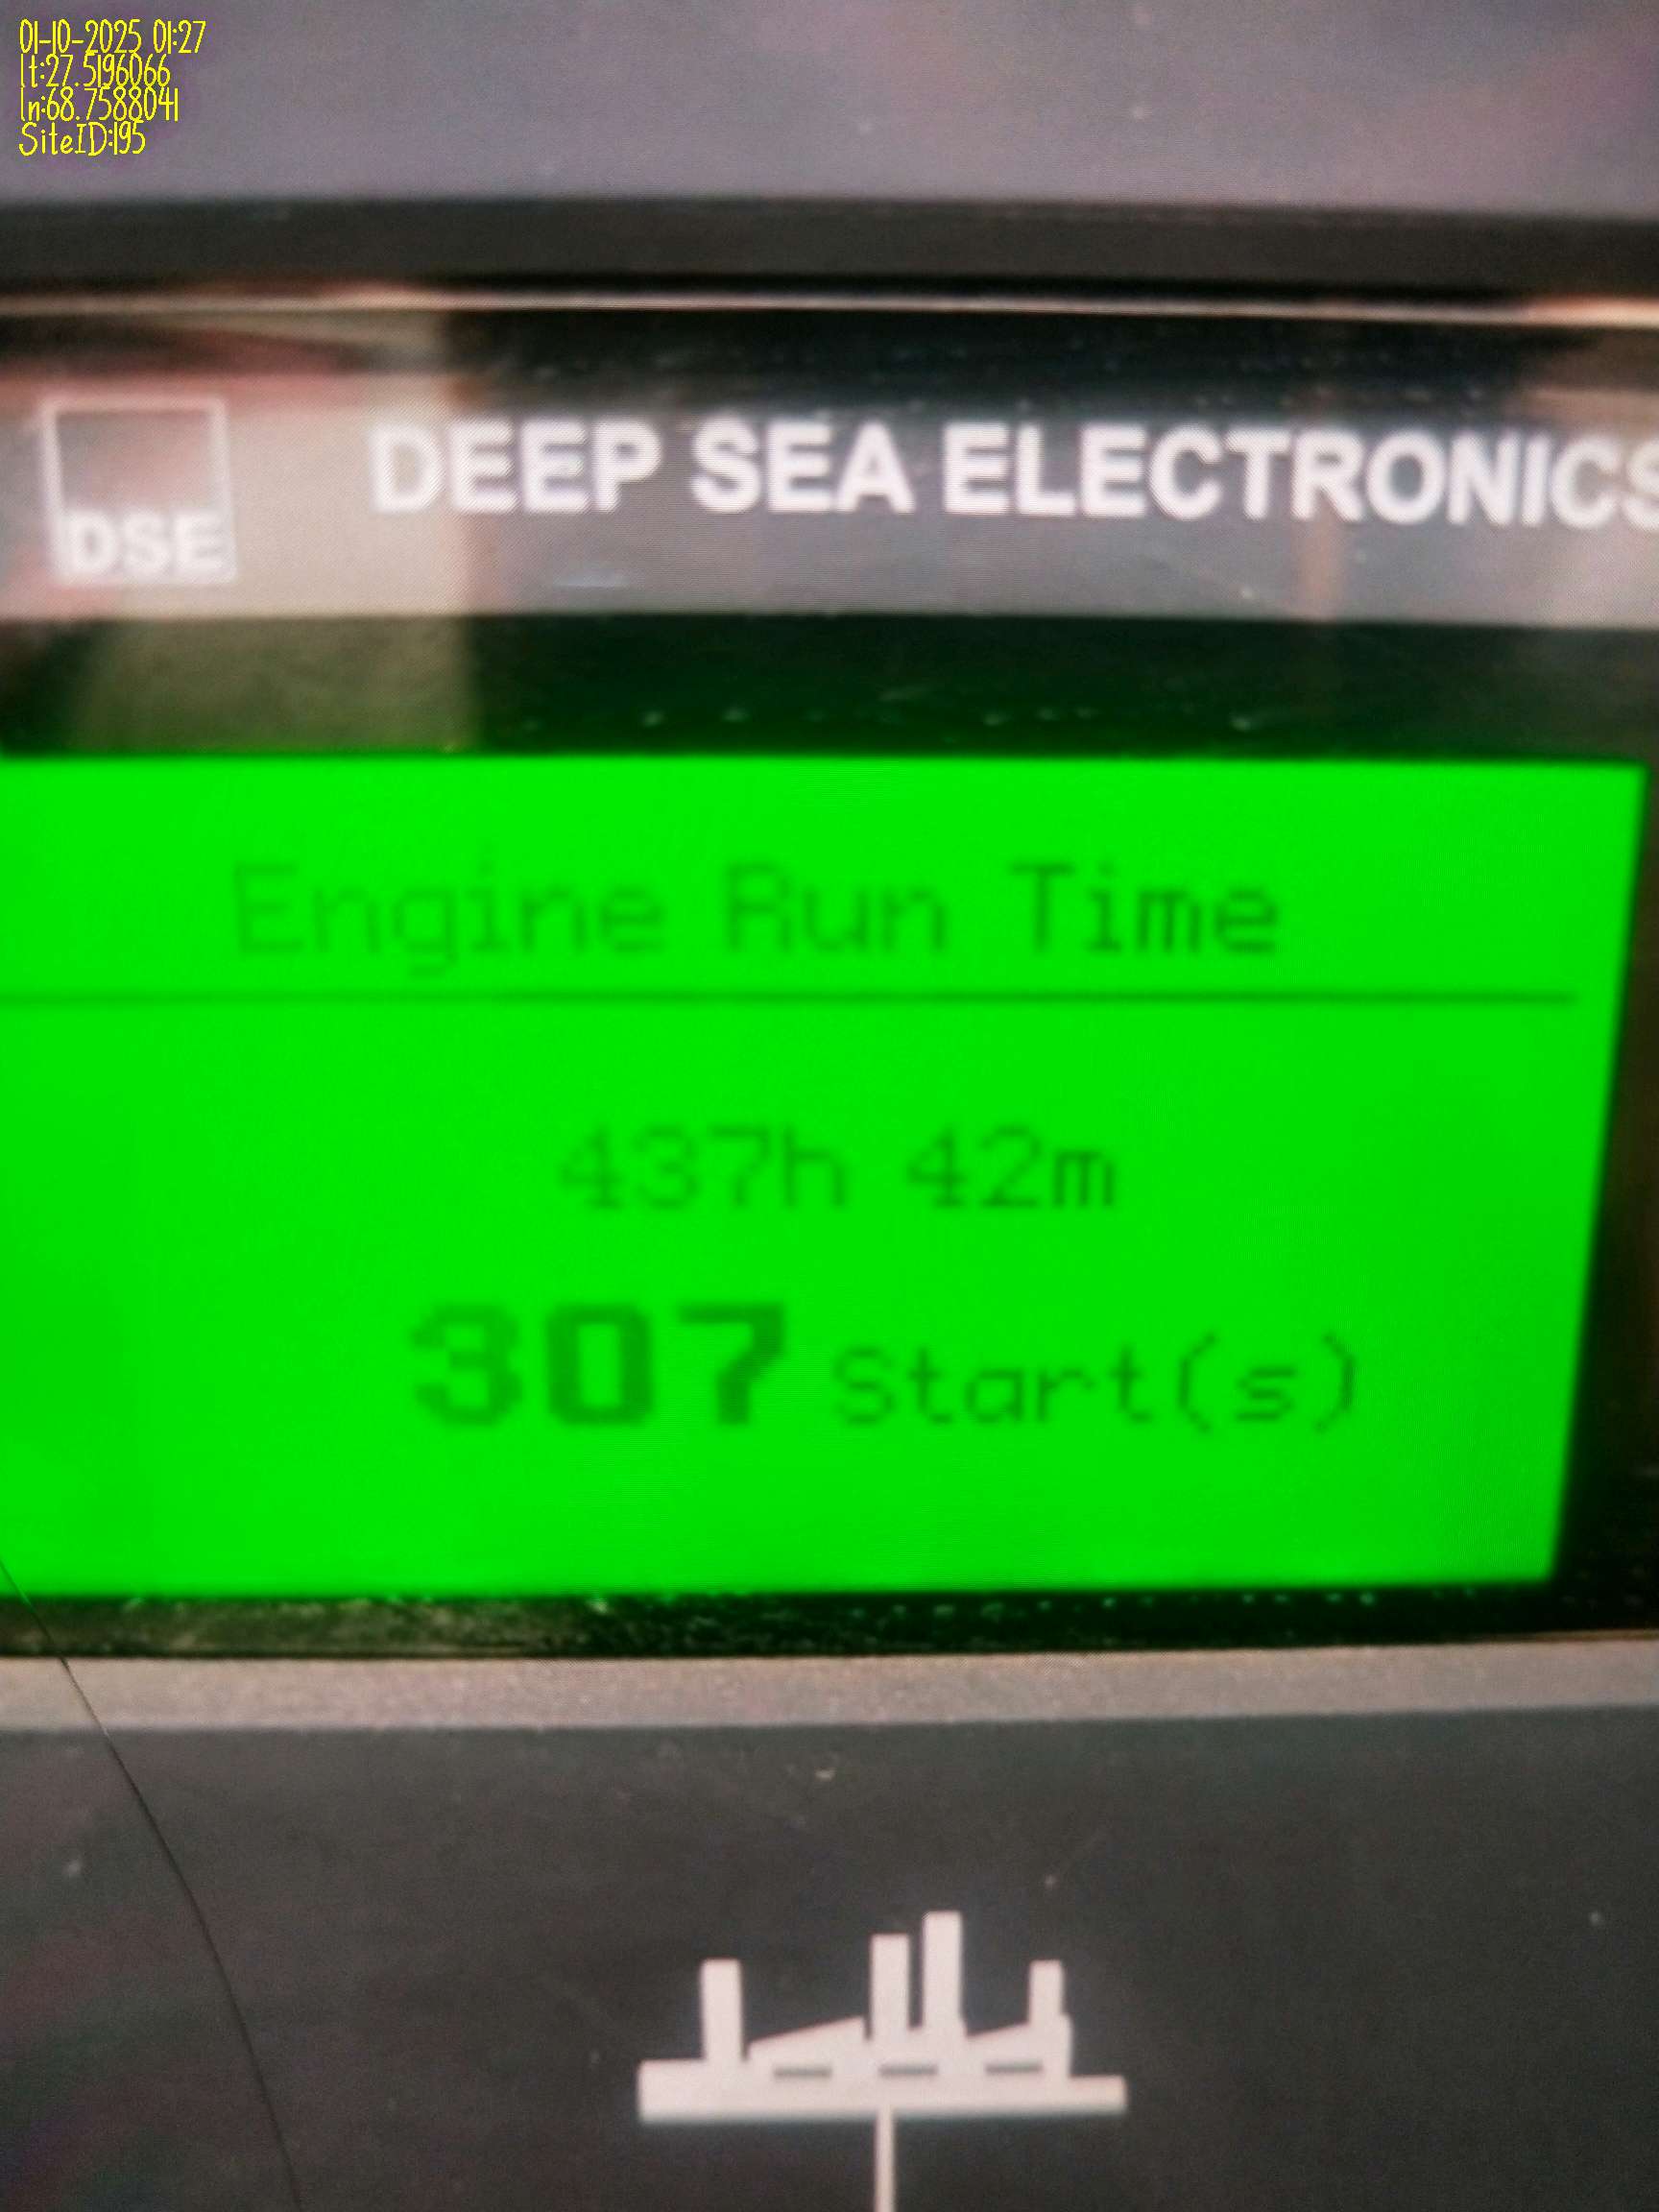 01-10-2025 01:27
lt:27.5196066
ln:68.7588041
SiteID:195
DSE
DEEP SEA ELECTRONICS
Engine Run Time
437h 42m
307 Start(s)